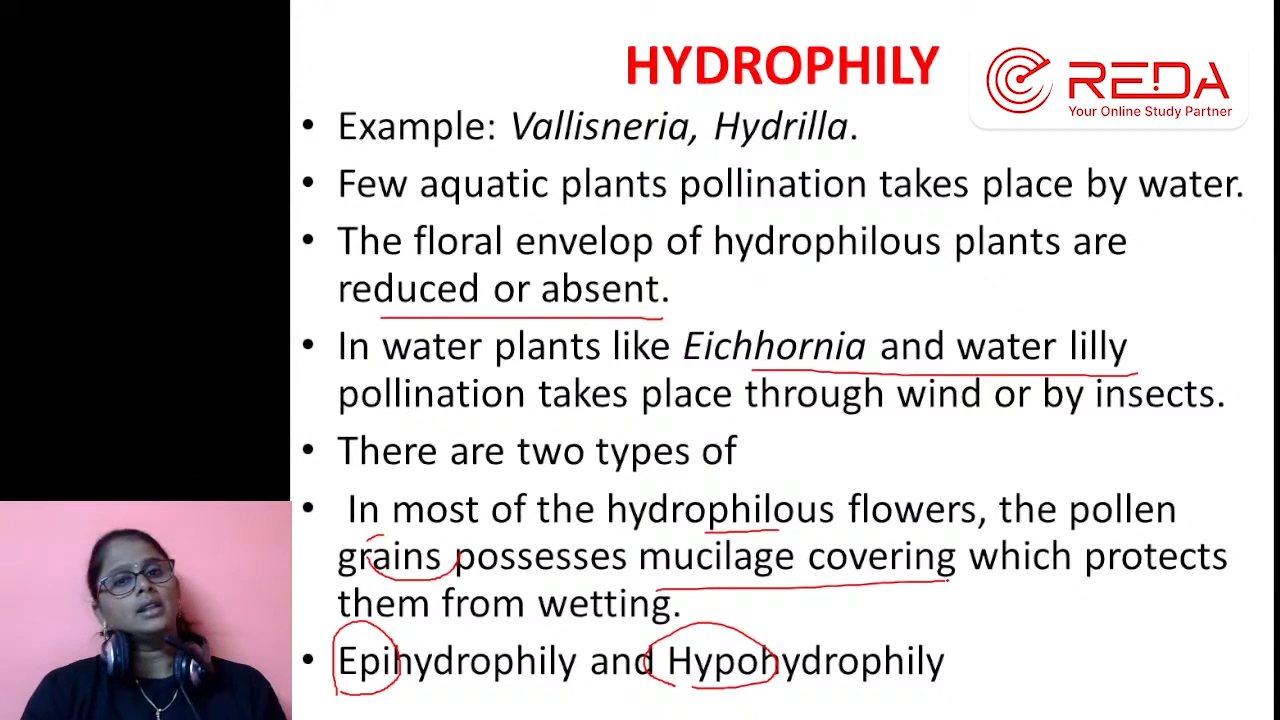 HYDROPHILY
REDA
Your Online Study Partner
• Example: Vallisneria, Hydrilla.
• Few aquatic plants pollination takes place by water.
• The floral envelop of hydrophilous plants are
reduced or absent.
• In water plants like Eichhornia and water lilly
pollination takes place through wind or by insects.
• There are two types of
• In most of the hydrophilous flowers, the pollen
grains possesses mucilage covering which protects
them from wetting.
• Epihydrophily and Hypohydrophily